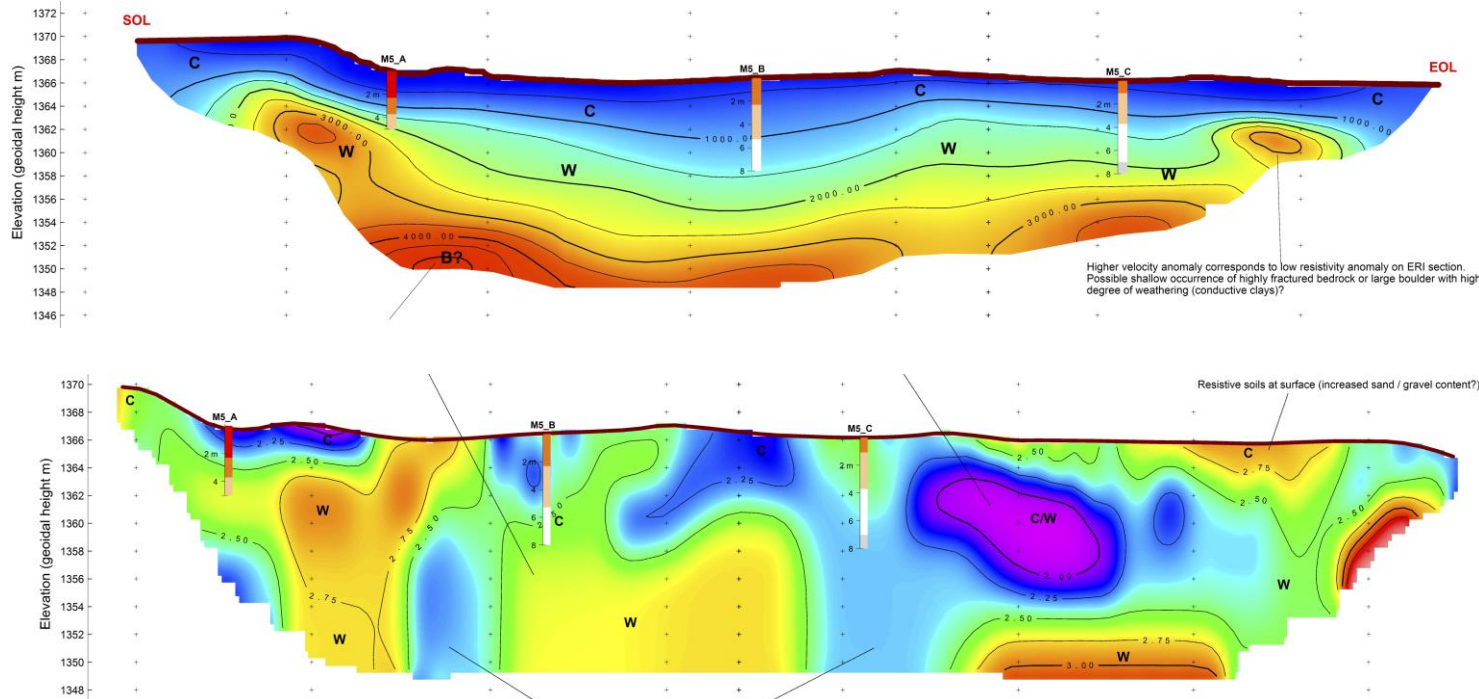 1372
1370
1368
1366
1364
1362
1360
1358
1356
1354
1352
1350
1348
1346
Elevation (geoidal height m)
SOL
EOL
M5_A
2 m
4
M5_B
2 m
4
6
8
M5_C
2 m
4
6
8
C
C
C
C
3000.00
1000.0
1000.00
W
W
W
W
2000.00
3000.00
4000.00
B?
Higher velocity anomaly corresponds to low resistivity anomaly on ERI section.
Possible shallow occurrence of highly fractured bedrock or large boulder with high
degree of weathering (conductive clays)?
1370
1368
1366
1364
1362
1360
1358
1356
1354
1352
1350
1348
Elevation (geoidal height m)
Resistive soils at surface (increased sand / gravel content?)
M5_A
2 m
4
M5_B
2 m
4
6
8
M5_C
2 m
4
6
8
C
C
C
C
C
2.25
2.50
2.25
2.50
2.75
W
2.75
2.50
2.50
C/W
2.00
2.25
2.50
2.50
W
2.75
W
W
2.50
2.75
W
3.00